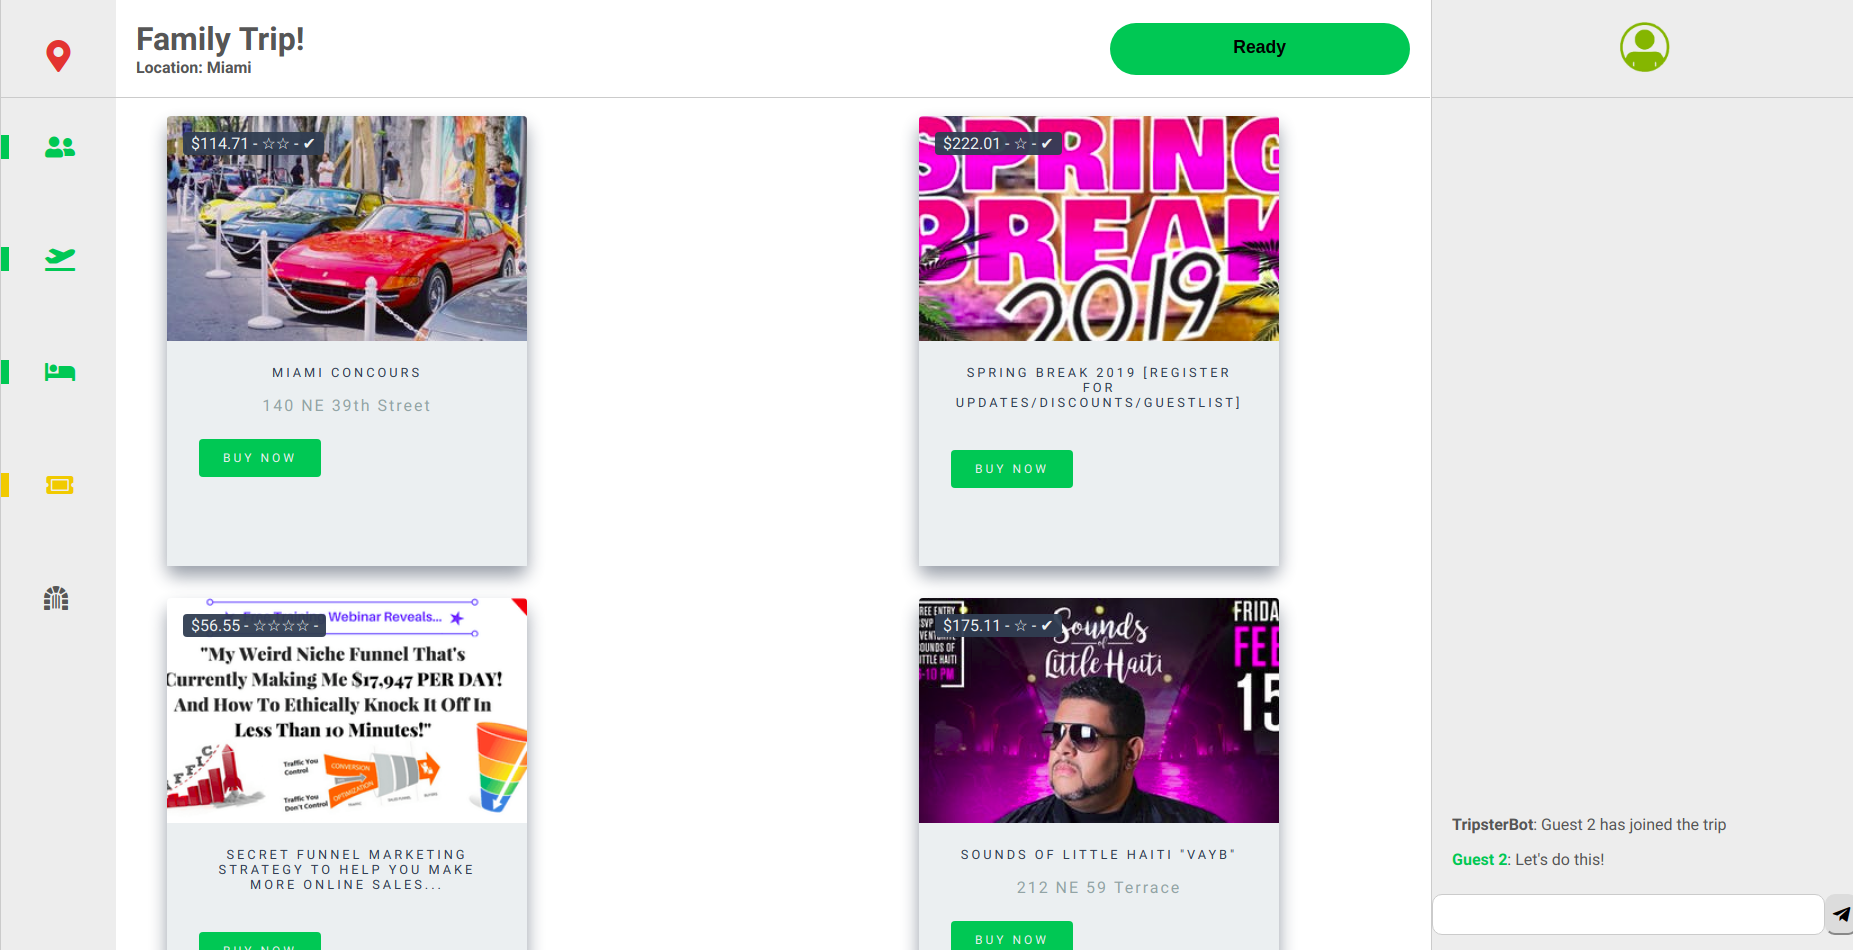 Family Trip!
Location: Miami
Ready
$114.71 - ☆☆ - ✔
MIAMI CONCOURS
140 NE 39th Street
BUY NOW
$222.01 - ☆ - ✔
SPRING
BREAK
2019
SPRING BREAK 2019 [REGISTER
FOR
UPDATES/DISCOUNTS/GUESTLIST]
BUY NOW
$56.55 - ☆☆☆☆ -
Webinar Reveals...
"My Weird Niche Funnel That's
Currently Making Me $17,947 PER DAY!
And How To Ethically Knock It Off In
Less Than 10 Minutes!"
Traffic You
Control
CONVERSION
OPTIMIZATION
Traffic You
Don't Control
SECRET FUNNEL MARKETING
STRATEGY TO HELP YOU MAKE
MORE ONLINE SALES...
BUY NOW
$175.11 - ☆ - ✔
Sounds
of
Little Haiti
FRIDA
FEB
15
SOUNDS OF LITTLE HAITI "VAYB"
212 NE 59 Terrace
BUY NOW
TripsterBot: Guest 2 has joined the trip
Guest 2: Let's do this!